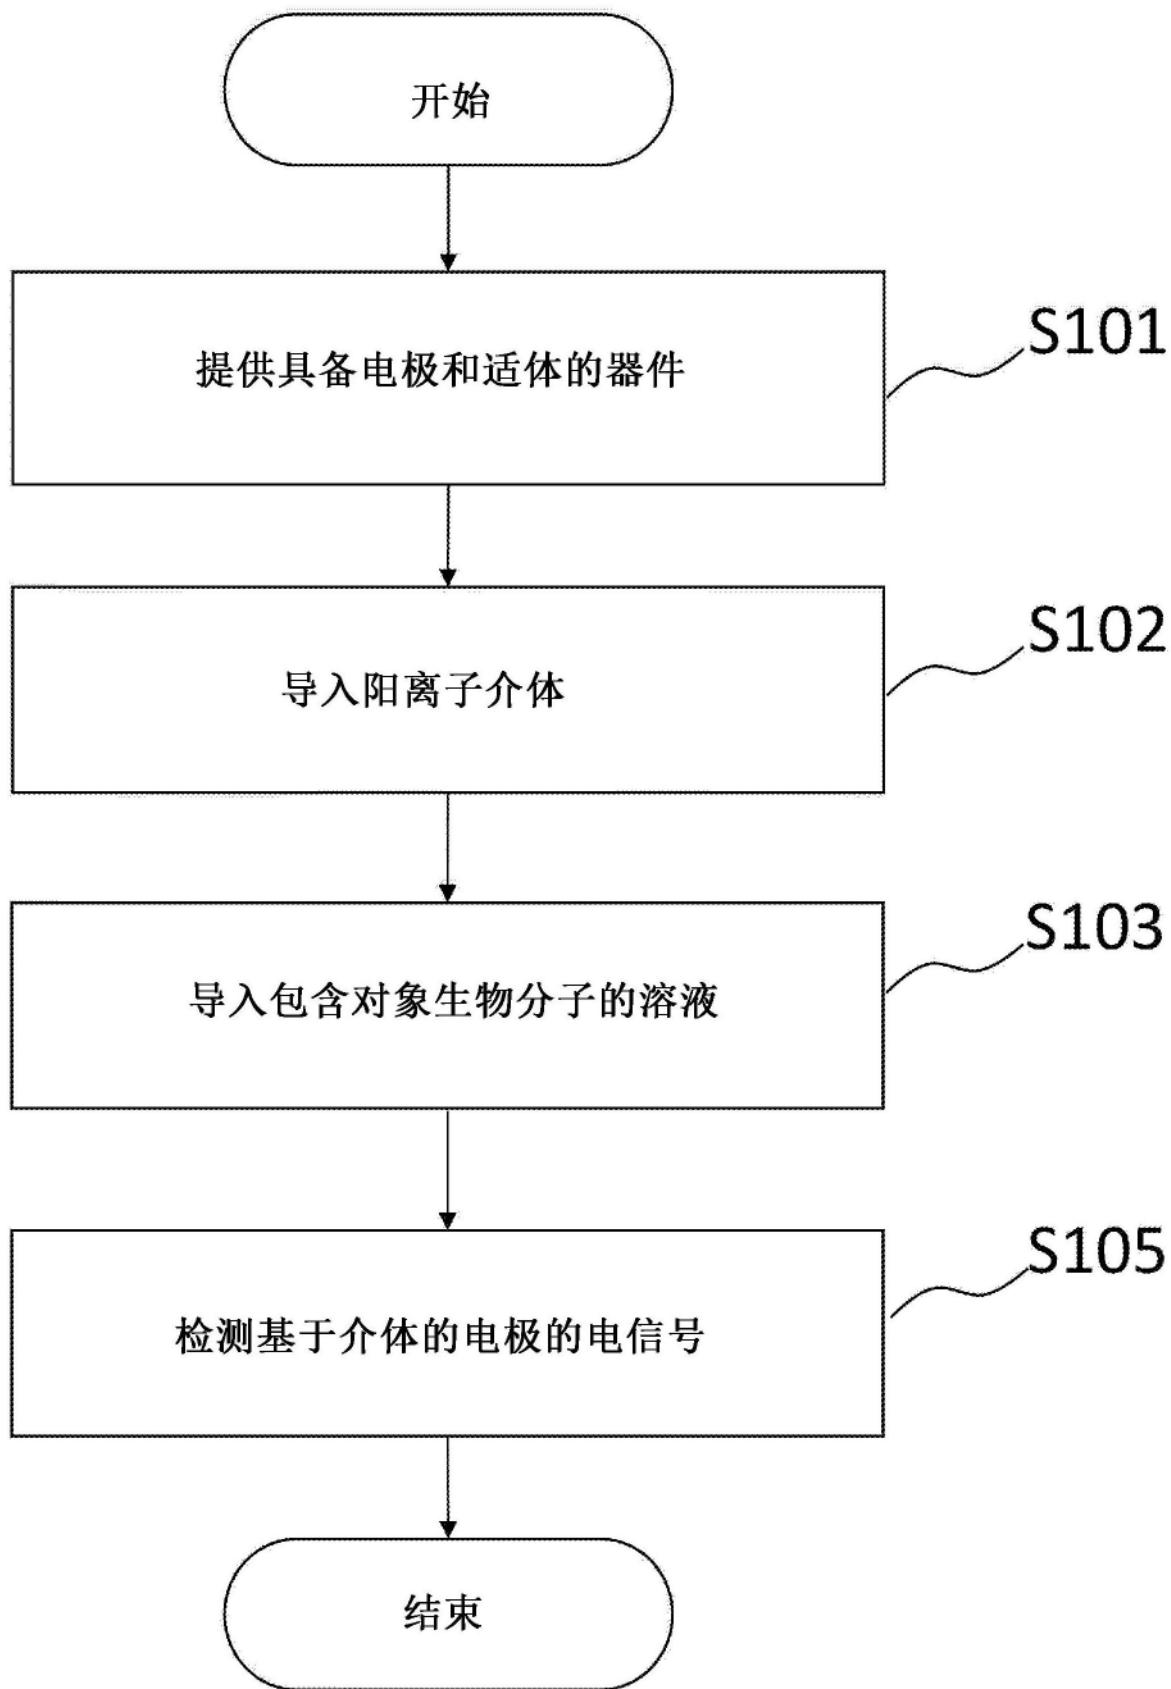 开始
提供具备电极和适体的器件
S101
导入阳离子介体
S102
导入包含对象生物分子的溶液
S103
检测基于介体的电极的电信号
S105
结束